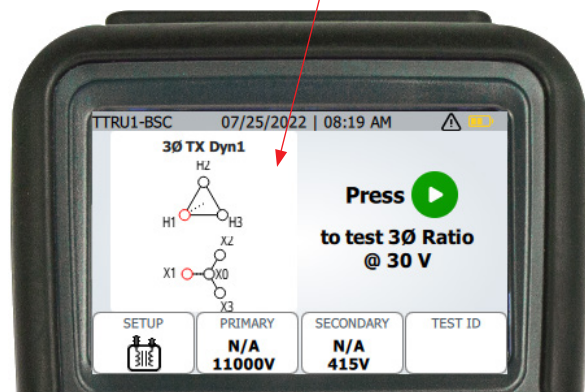 TTRU1-BSC 07/25/2022 | 08:19 AM
3Ø TX Dyn1
H2
H1 H3
X2
X1 X0
X3
Press
to test 3Ø Ratio
@ 30 V
SETUP PRIMARY SECONDARY TEST ID
N/A N/A
11000V 415V